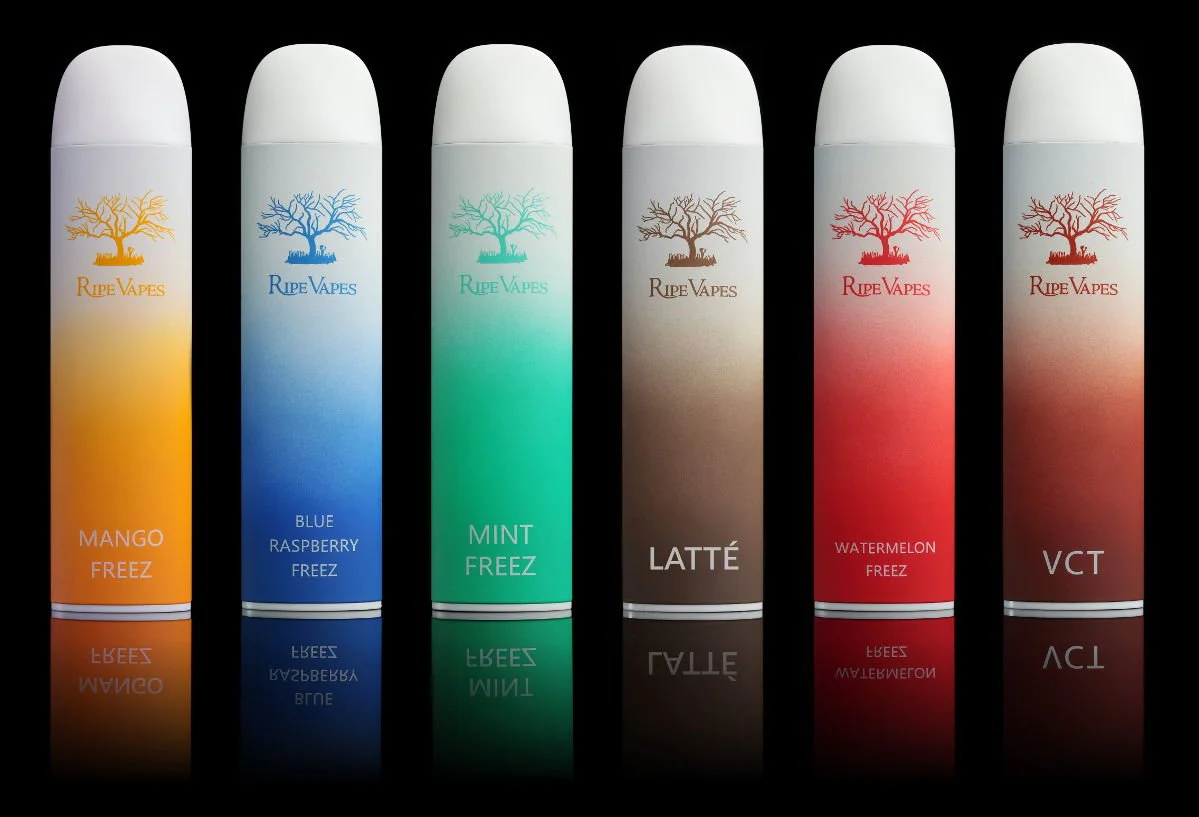 RIPE VAPES
MANGO
FREEZ
RIPE VAPES
BLUE
RASPBERRY
FREEZ
RIPE VAPES
MINT
FREEZ
RIPE VAPES
LATTÉ
RIPE VAPES
WATERMELON
FREEZ
RIPE VAPES
VCT